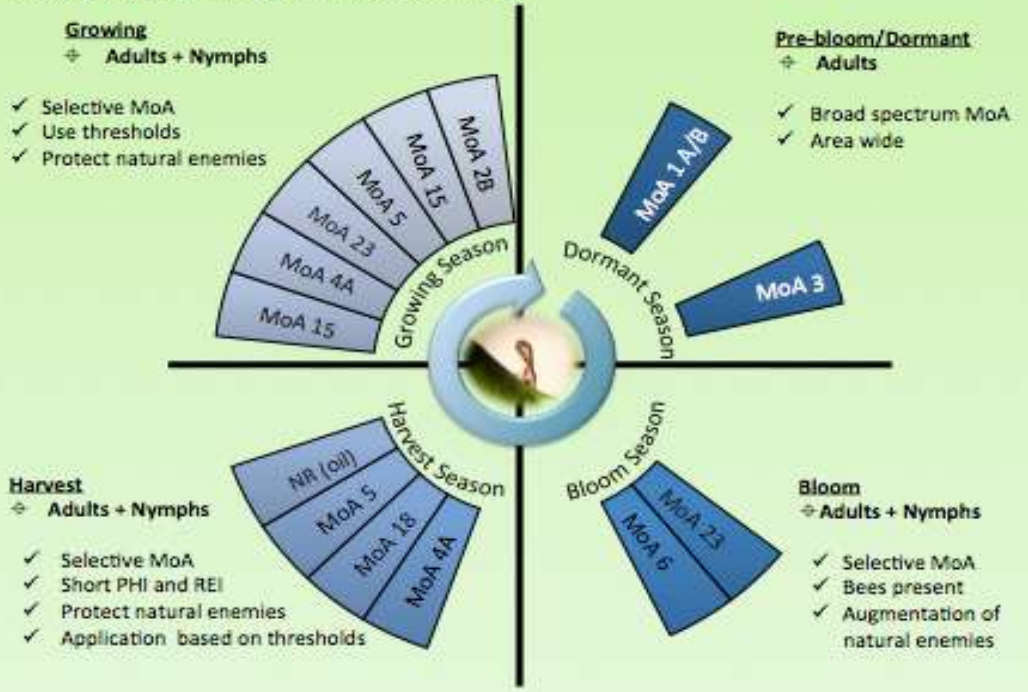 Growing
Adults + Nymphs
✓ Selective MoA
✓ Use thresholds
✓ Protect natural enemies
MoA 15
MoA 4A
MoA 23
MoA 5
MoA 15
MoA 2B
Growing Season
Pre-bloom/Dormant
Adults
✓ Broad spectrum MoA
✓ Area wide
MoA 1 A/B
MoA 3
Dormant Season
Harvest
Adults + Nymphs
✓ Selective MoA
✓ Short PHI and REI
✓ Protect natural enemies
✓ Application based on thresholds
NR (oil)
MoA 5
MoA 18
MoA 4A
Harvest Season
Bloom Season
MoA 6
MoA 23
Bloom
Adults + Nymphs
✓ Selective MoA
✓ Bees present
✓ Augmentation of
natural enemies